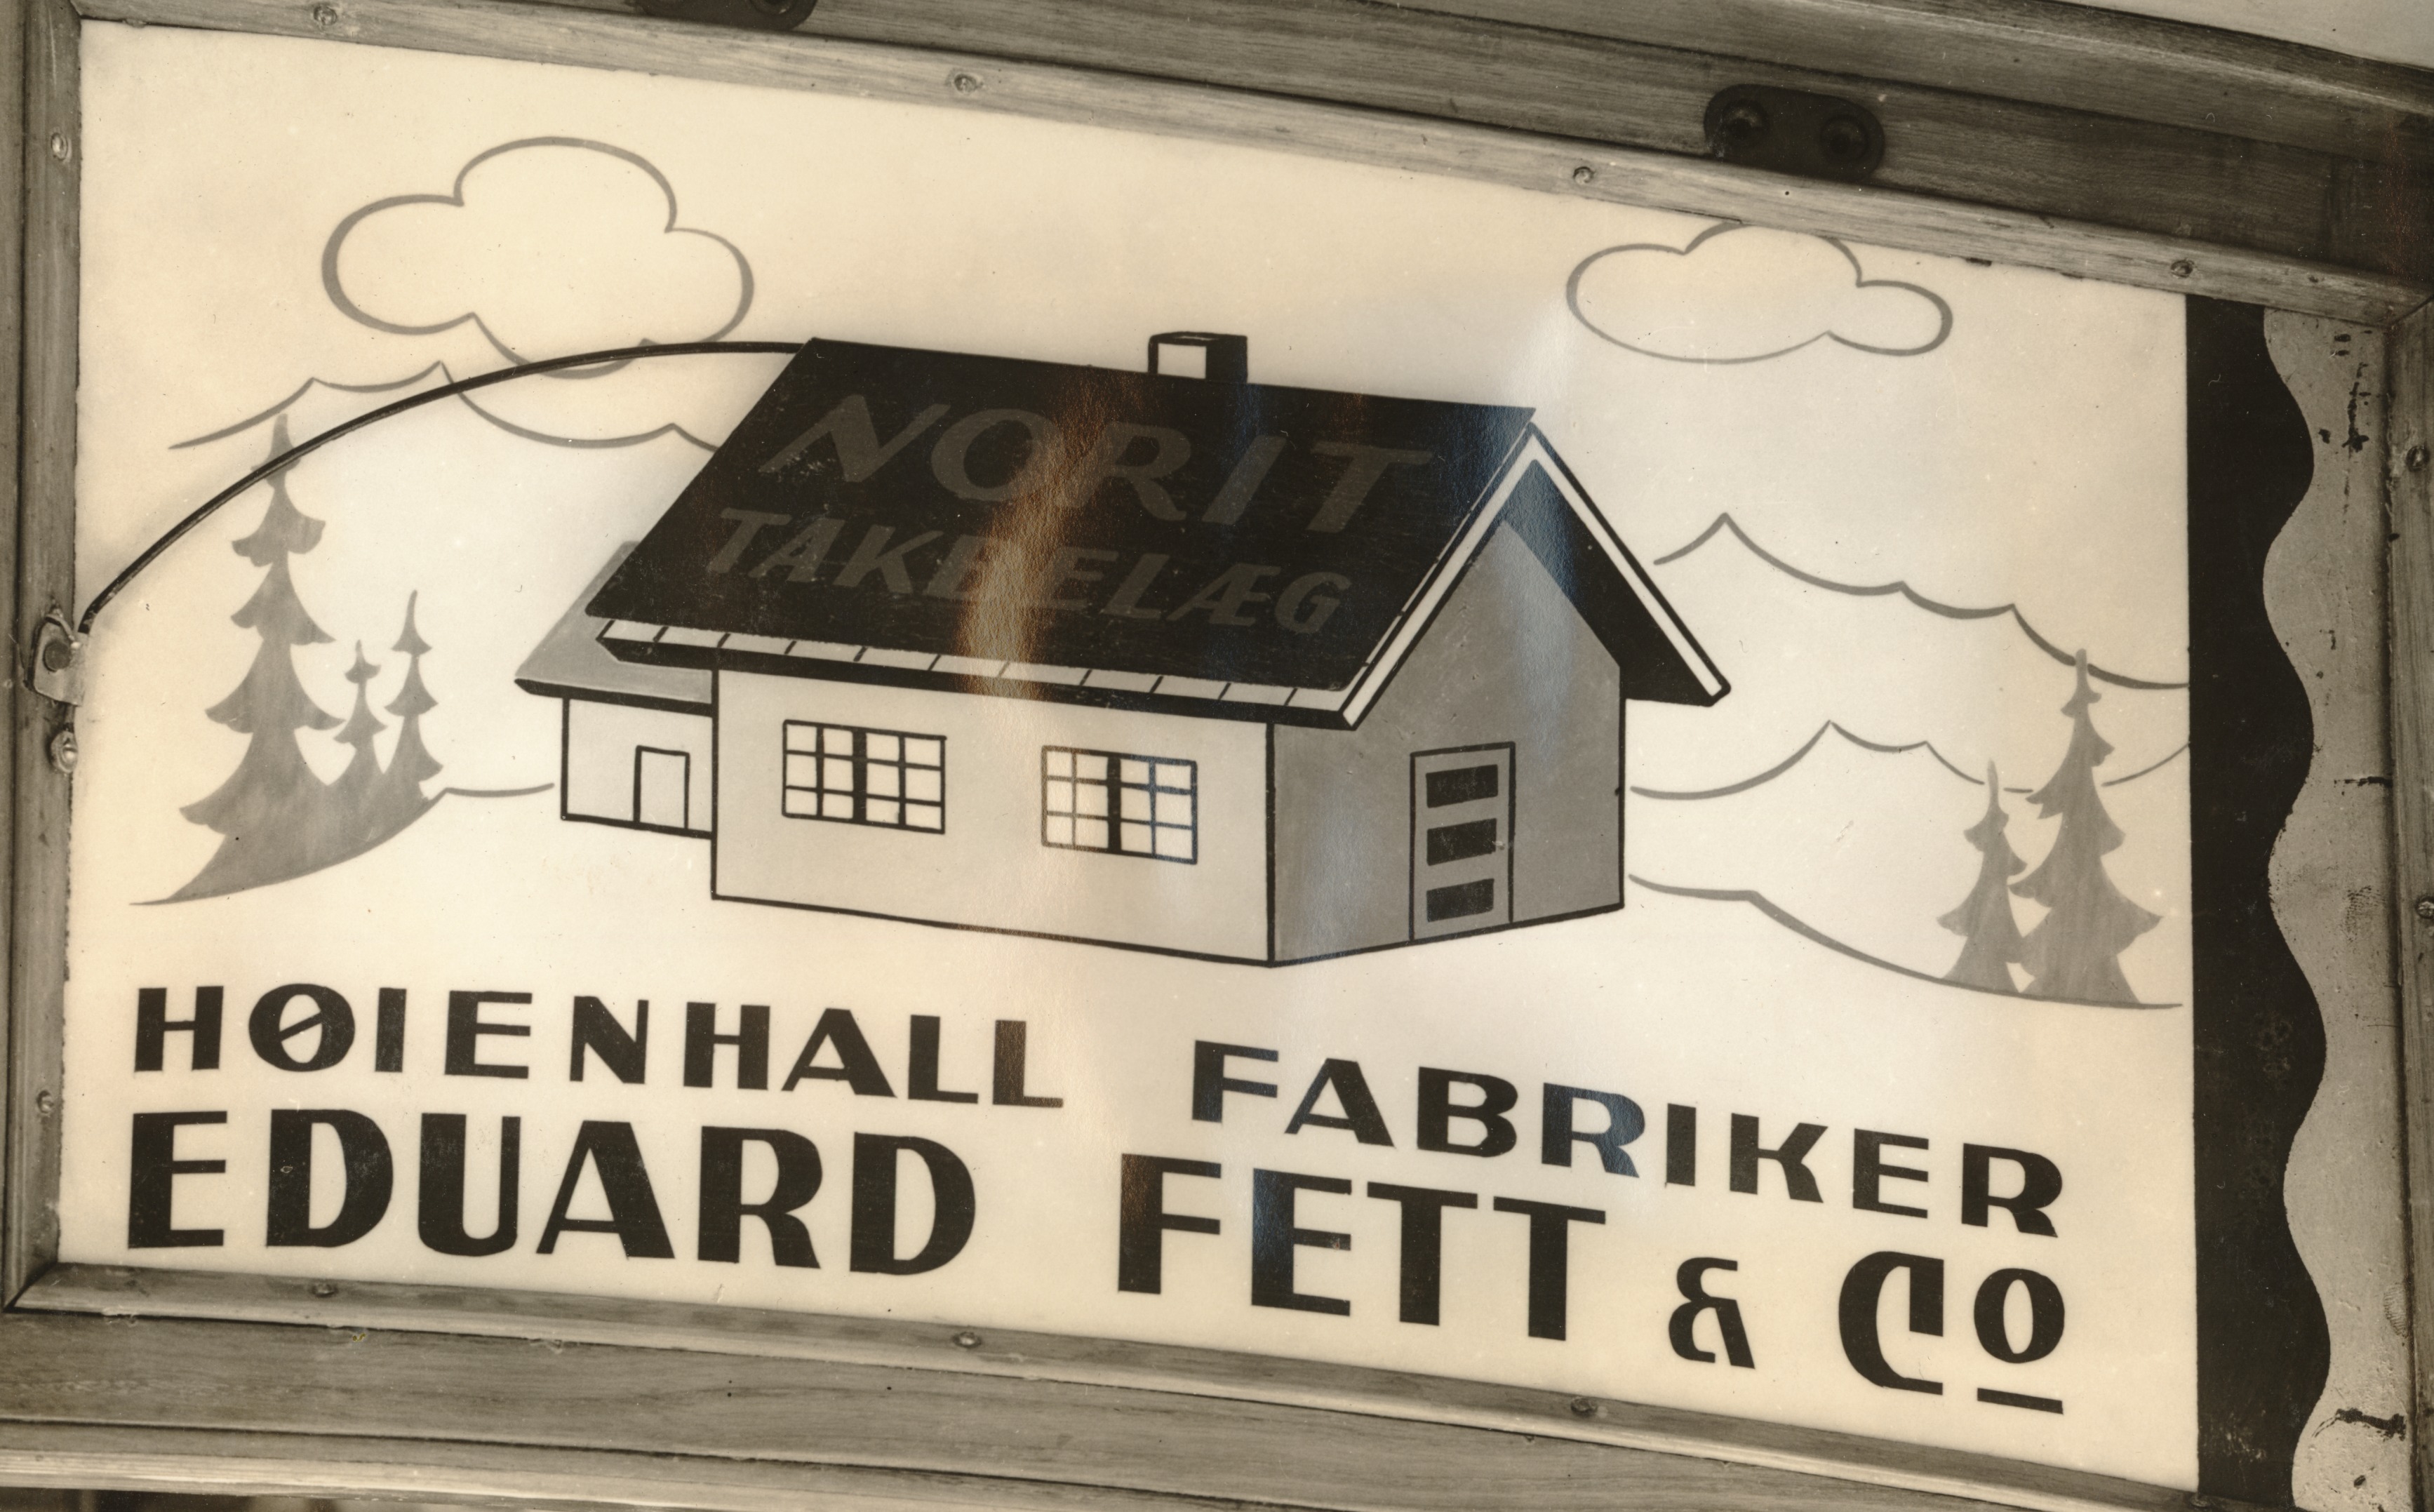 NORIT
TAKBELÆG
HØIENHALL FABRIKER
EDUARD FETT & Co